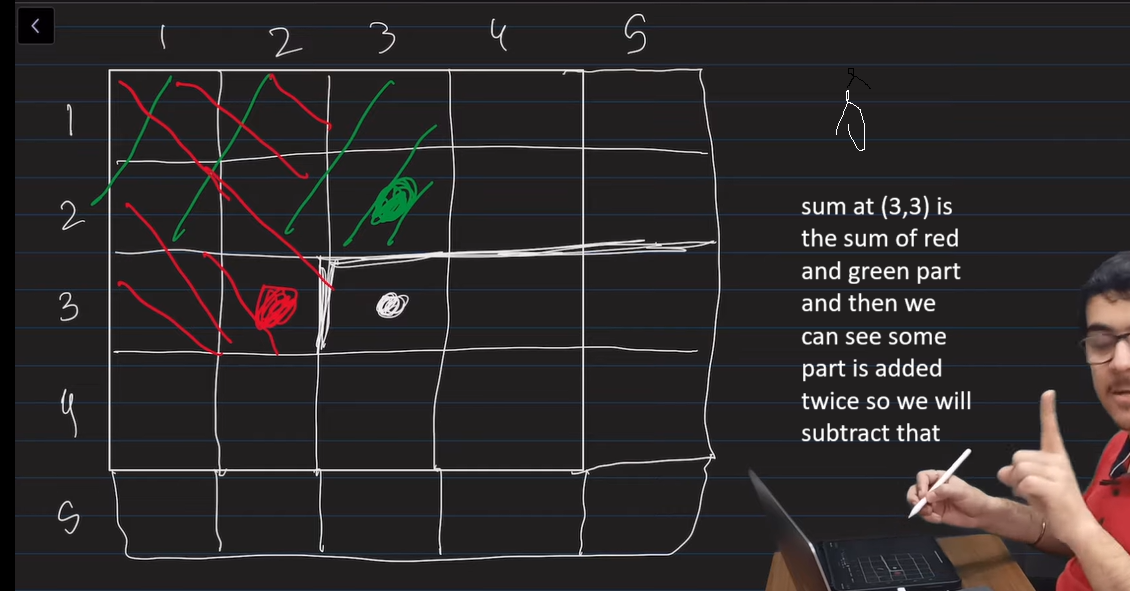 1 2 3 4 5
1
2
3
4
5
sum at (3,3) is
the sum of red
and green part
and then we
can see some
part is added
twice so we will
subtract that